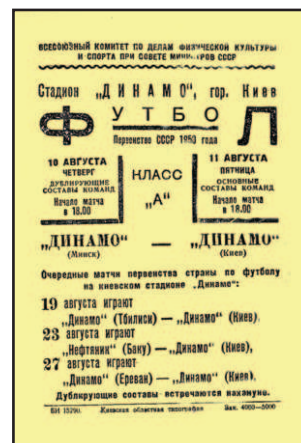 ВСЕСОЮЗНЫЙ КОМИТЕТ ПО ДЕЛАМ ФИЗИЧЕСКОЙ КУЛЬТУРЫ
И СПОРТА ПРИ СОВЕТЕ МИНИСТРОВ СССР
Стадион „ДИНАМО“, гор. Киев
ФУТБОЛ
Первенство СССР 1950 года
10 АВГУСТА
ЧЕТВЕРГ
ДУБЛИРУЮЩИЕ
СОСТАВЫ КОМАНД
Начало матча
в 18.00
КЛАСС
„А“
11 АВГУСТА
ПЯТНИЦА
ОСНОВНЫЕ
СОСТАВЫ КОМАНД
Начало матча
в 18.00
„ДИНАМО“ — „ДИНАМО“
(Минск) (Киев)
Очередные матчи первенства страны по футболу
на киевском стадионе „Динамо“:
19 августа играют
„Динамо“ (Тбилиси) — „Динамо“ (Киев),
23 августа играют
„Нефтяник“ (Баку) — „Динамо“ (Киев),
27 августа играют
„Динамо“ (Ереван) — „Динамо“ (Киев).
Дублирующие составы встречаются накануне.
Киевская областная типография Зак. 4000—5000